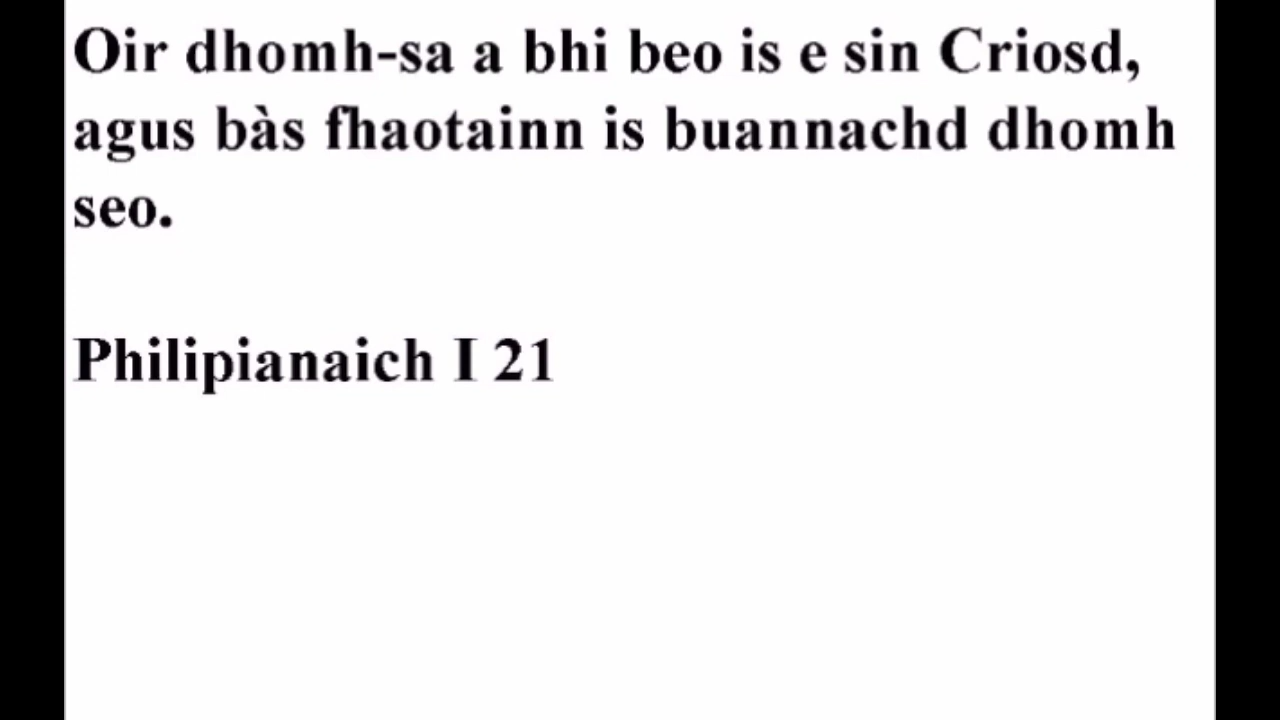 Oir dhomh-sa a bhi beo is e sin Criosd,
agus bàs fhaotainn is buannachd dhomh
seo.
Philipianaich I 21